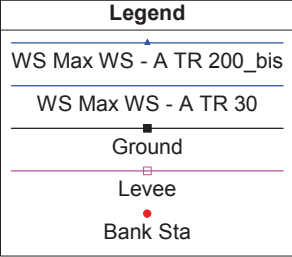 Legend
WS Max WS - A TR 200_bis
WS Max WS - A TR 30
Ground
Levee
Bank Sta